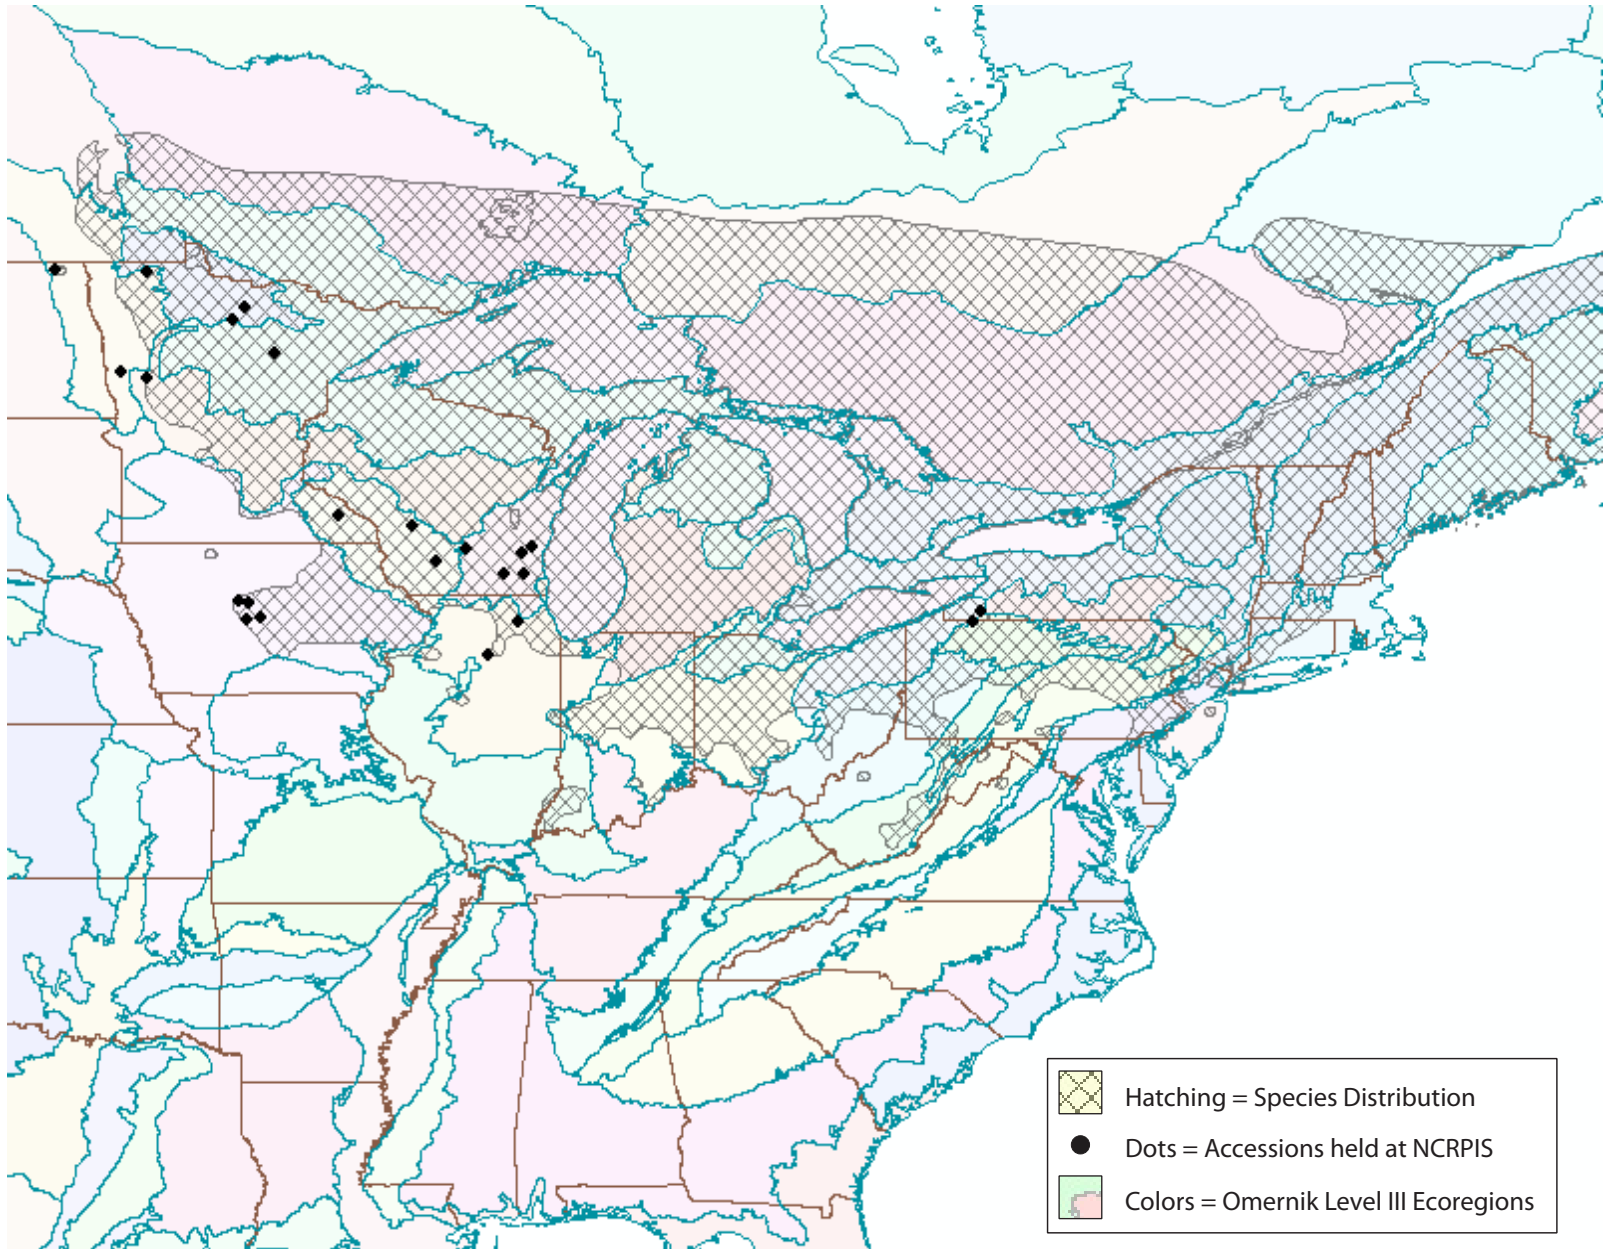 Hatching = Species Distribution
Dots = Accessions held at NCRPIS
Colors = Omernik Level III Ecoregions